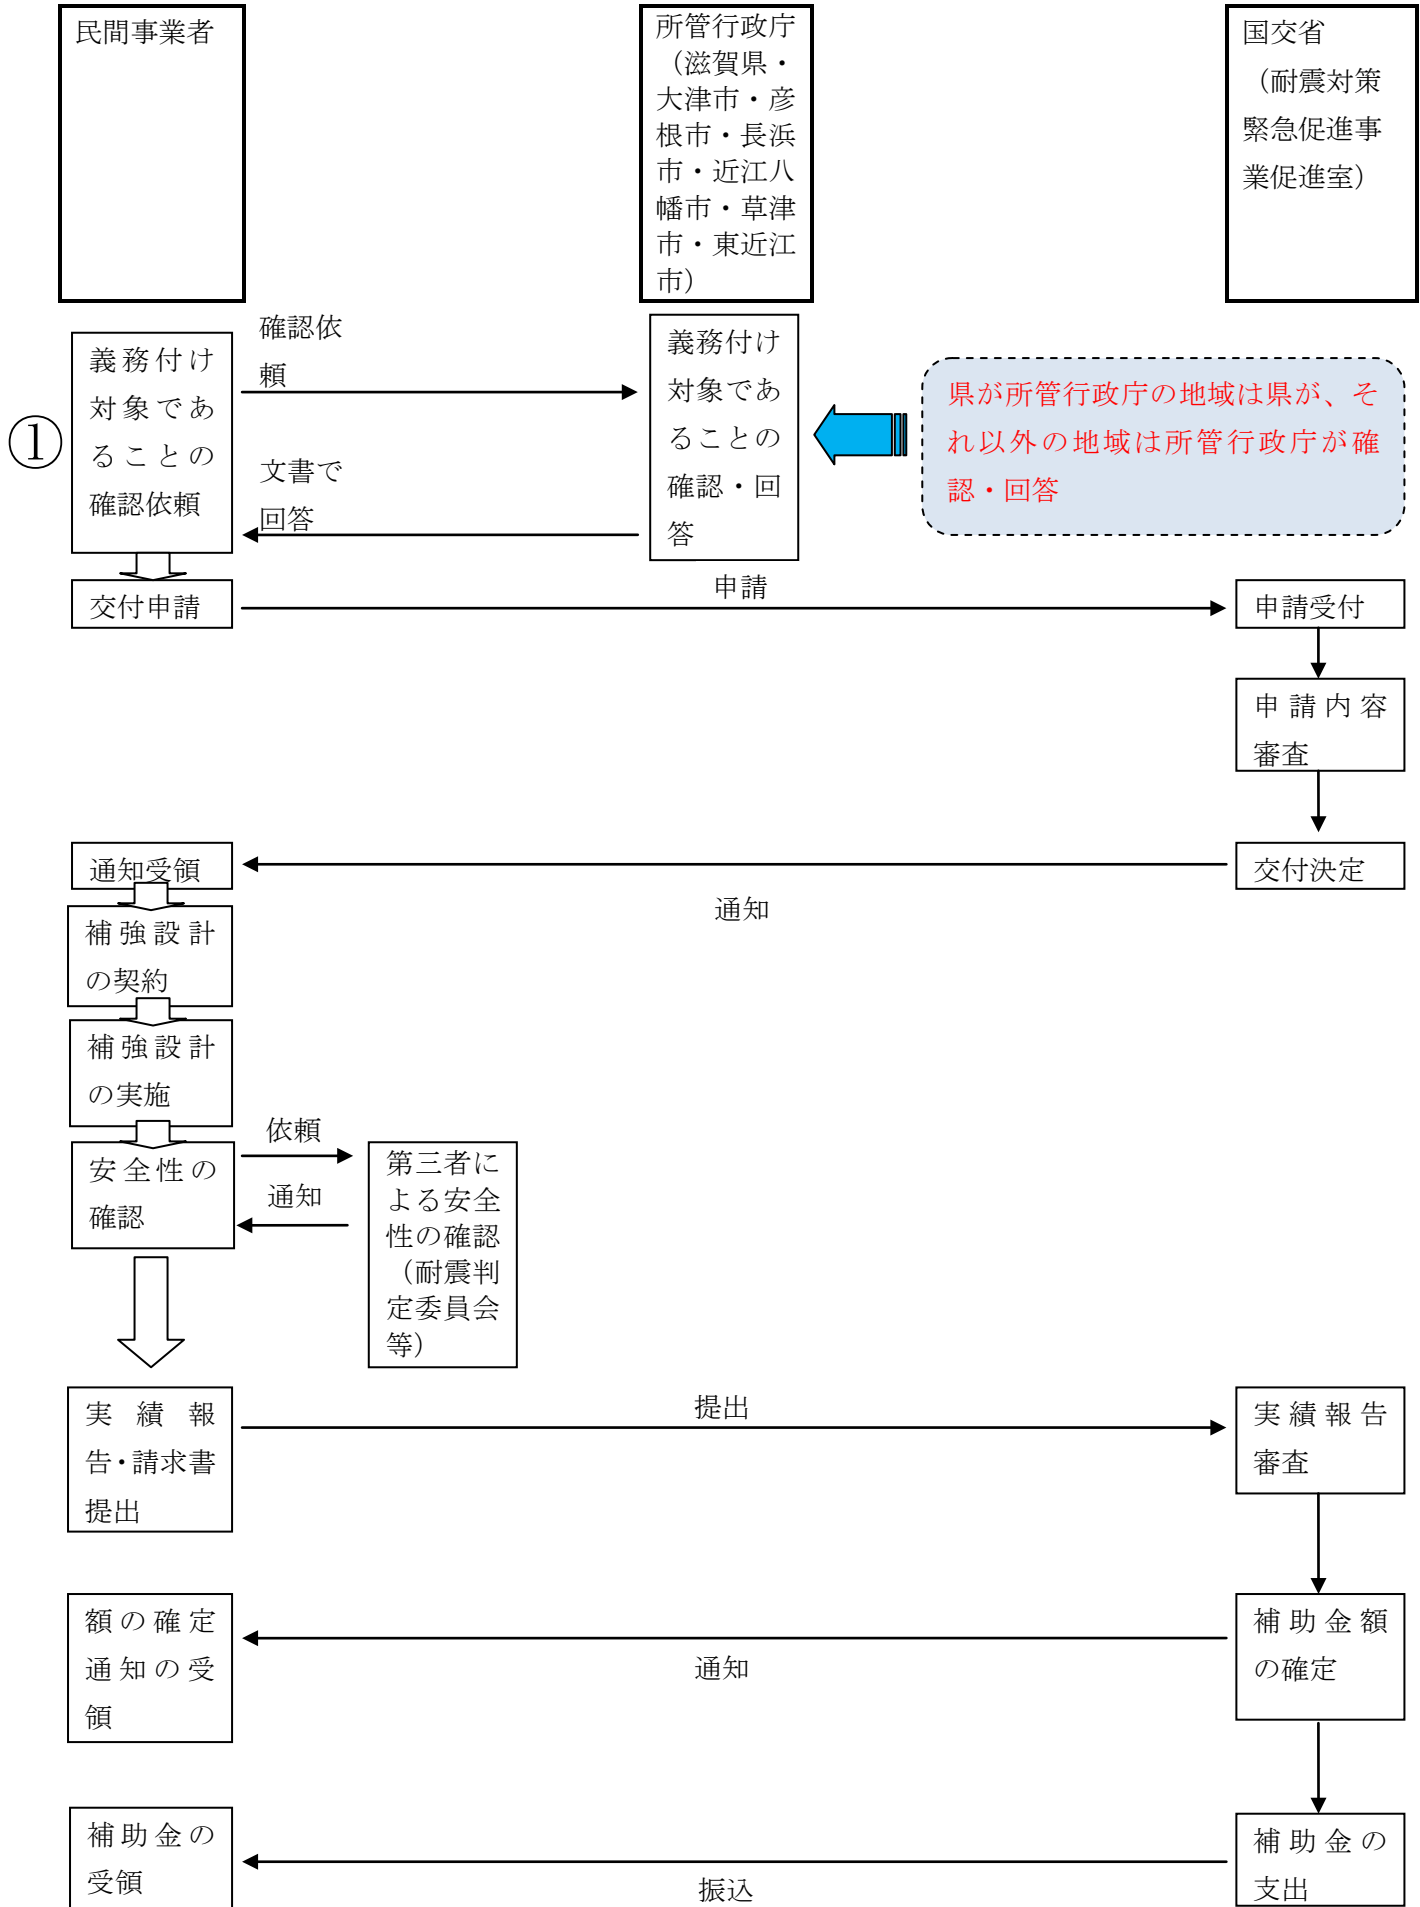 民間事業者
所管行政庁
（滋賀県・
大津市・彦
根市・長浜
市・近江八
幡市・草津
市・東近江
市）
国交省
（耐震対策
緊急促進事
業促進室）
①
義務付け
対象であ
ることの
確認依頼
確認依
頼
文書で
回答
義務付け
対象であ
ることの
確認・回
答
県が所管行政庁の地域は県が、そ
れ以外の地域は所管行政庁が確
認・回答
交付申請
申請
申請受付
申請内容
審査
通知受領
通知
交付決定
補強設計
の契約
補強設計
の実施
安全性の
確認
依頼
通知
第三者に
よる安全
性の確認
（耐震判
定委員会
等）
実績報
告・請求書
提出
提出
実績報告
審査
額の確定
通知の受
領
通知
補助金額
の確定
補助金の
受領
振込
補助金の
支出